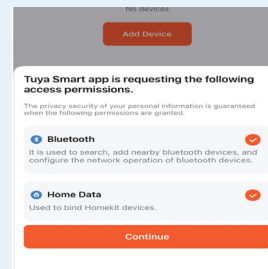 No devices
Add Device
Tuya Smart app is requesting the following
access permissions.
The privacy security of your personal information is guaranteed
when the following permissions are granted.
Bluetooth
It is used to search, add nearby bluetooth devices, and
configure the network operation of bluetooth devices.
Home Data
Used to bind Homekit devices.
Continue